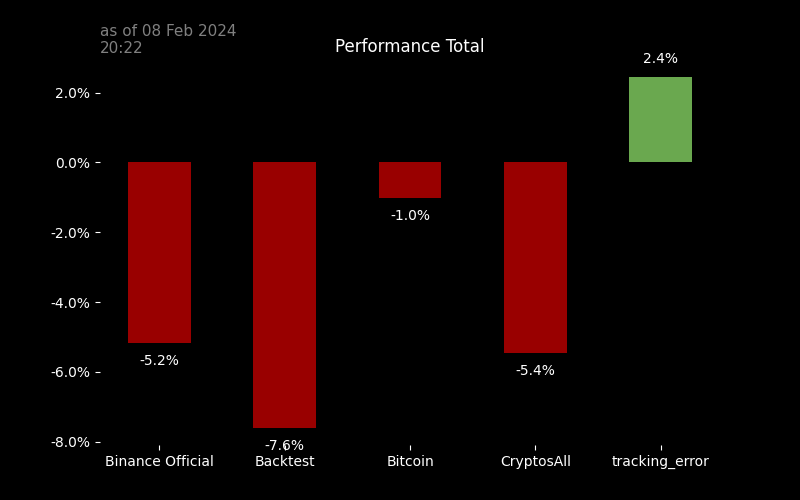 as of 08 Feb 2024
20:22
Performance Total
2.4%
2.0%
0.0%
-1.0%
-2.0%
-4.0%
-5.2%
-5.4%
-6.0%
-7.6%
-8.0%
Binance Official
Backtest
Bitcoin
CryptosAll
tracking_error